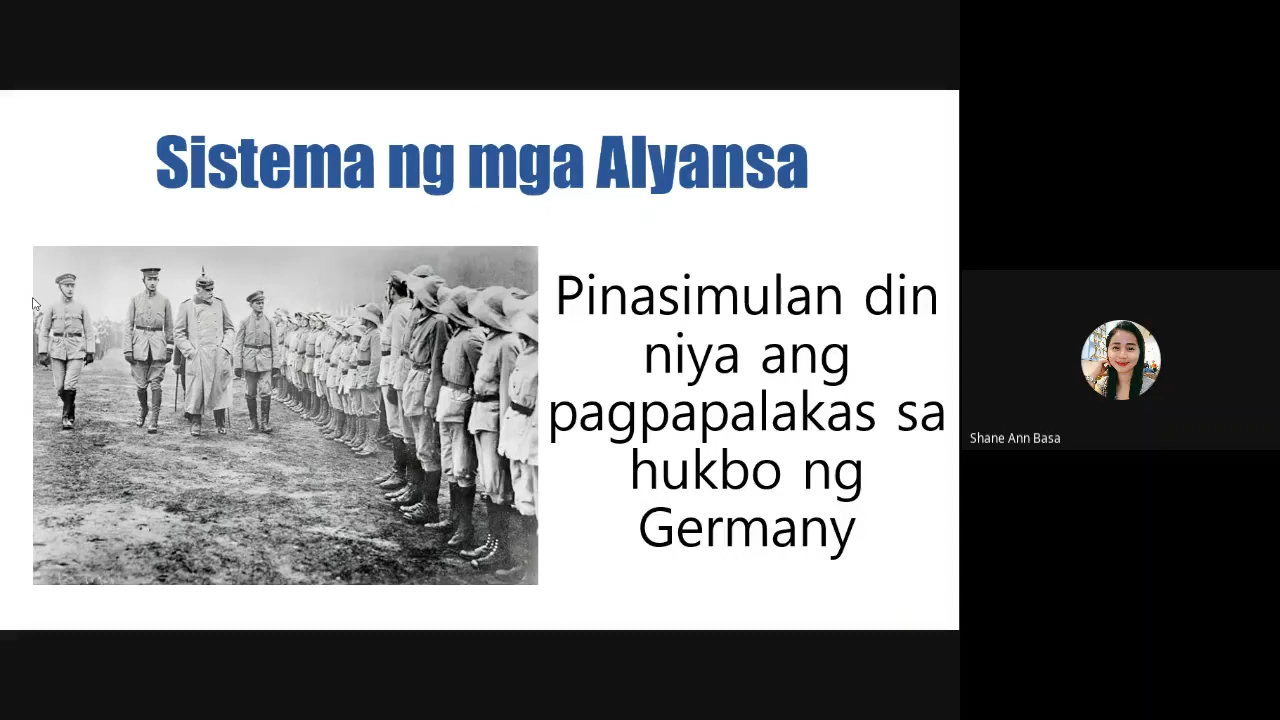 Sistema ng mga Alyansa
Pinasimulan din
niya ang
pagpapalakas sa
hukbo ng
Germany
Shane Ann Basa